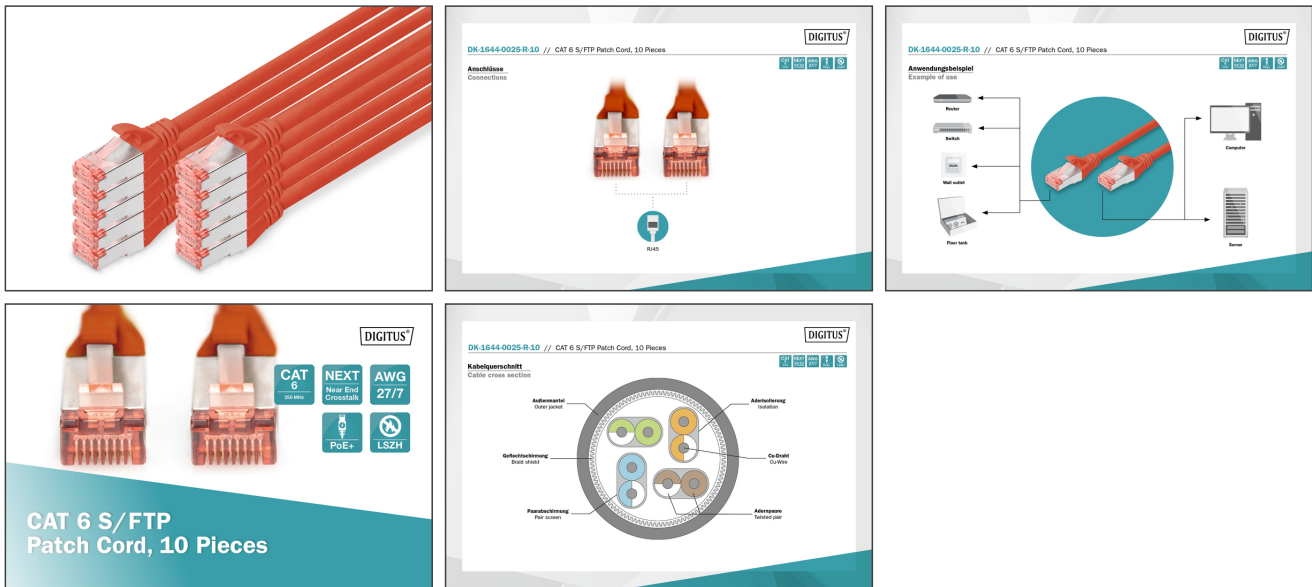 DIGITUS®
DK-1644-0025-R-10 // CAT 6 S/FTP Patch Cord, 10 Pieces
Anschlüsse
Connections
RJ45
DIGITUS®
DK-1644-0025-R-10 // CAT 6 S/FTP Patch Cord, 10 Pieces
Anwendungsbeispiel
Example of use
Router
Switch
Wall outlet
Floor tank
Computer
Server
DIGITUS®
CAT
6
250 MHz
NEXT
Near End
Crosstalk
AWG
27/7
PoE+
LSZH
CAT 6 S/FTP
Patch Cord, 10 Pieces
DIGITUS®
DK-1644-0025-R-10 // CAT 6 S/FTP Patch Cord, 10 Pieces
Kabelquerschnitt
Cable cross section
Außenmantel
Outer jacket
Geflechtschirmung
Braid shield
Paarabschirmung
Pair screen
Aderisolierung
Isolation
Cu-Draht
Cu-Wire
Adernpaare
Twisted pair